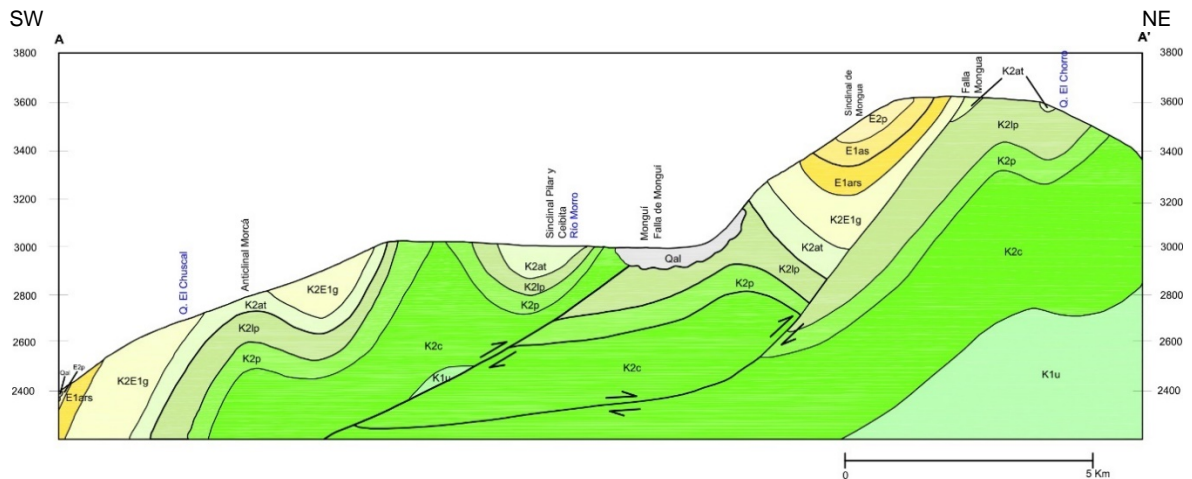 SW
NE
A
A'
3800
3600
3400
3200
3000
2800
2600
2400
3800
3600
3400
3200
3000
2800
2600
2400
Q. El Chuscal
Anticlinal Morcá
Sinclinal Pilar y
Ceibita
Río Morro
Monguí
Falla de Monguí
Sinclinal de
Mongua
Falla
Mongua
K2at
Q. El Chorro
Qal
E2p
E1ars
K2E1g
K2at
K2lp
K2p
K2E1g
K2c
K1u
K2at
K2lp
K2p
Qal
K2lp
K2p
K2c
E2p
E1as
E1ars
K2E1g
K2at
K2lp
K2p
K2c
K1u
0
5 Km